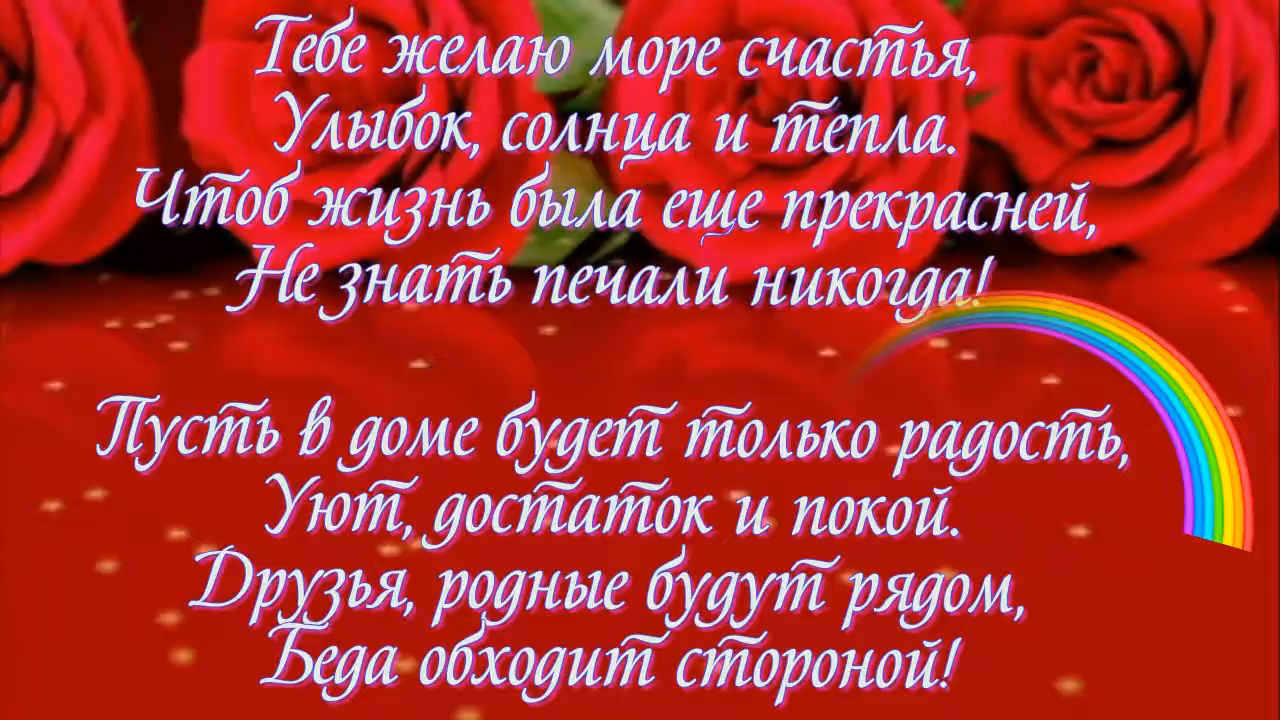 Тебе желаю море счастья,
Улыбок, солнца и тепла.
Чтоб жизнь была еще прекрасней,
Не знать печали никогда!
Пусть в доме будет только радость,
Уют, достаток и покой.
Друзья, родные будут рядом,
Беда обходит стороной!